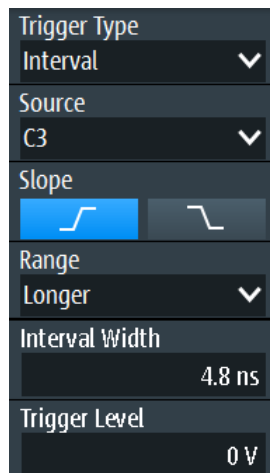 Trigger Type
Interval
Source
C3
Slope
Range
Longer
Interval Width
4.8 ns
Trigger Level
0 V